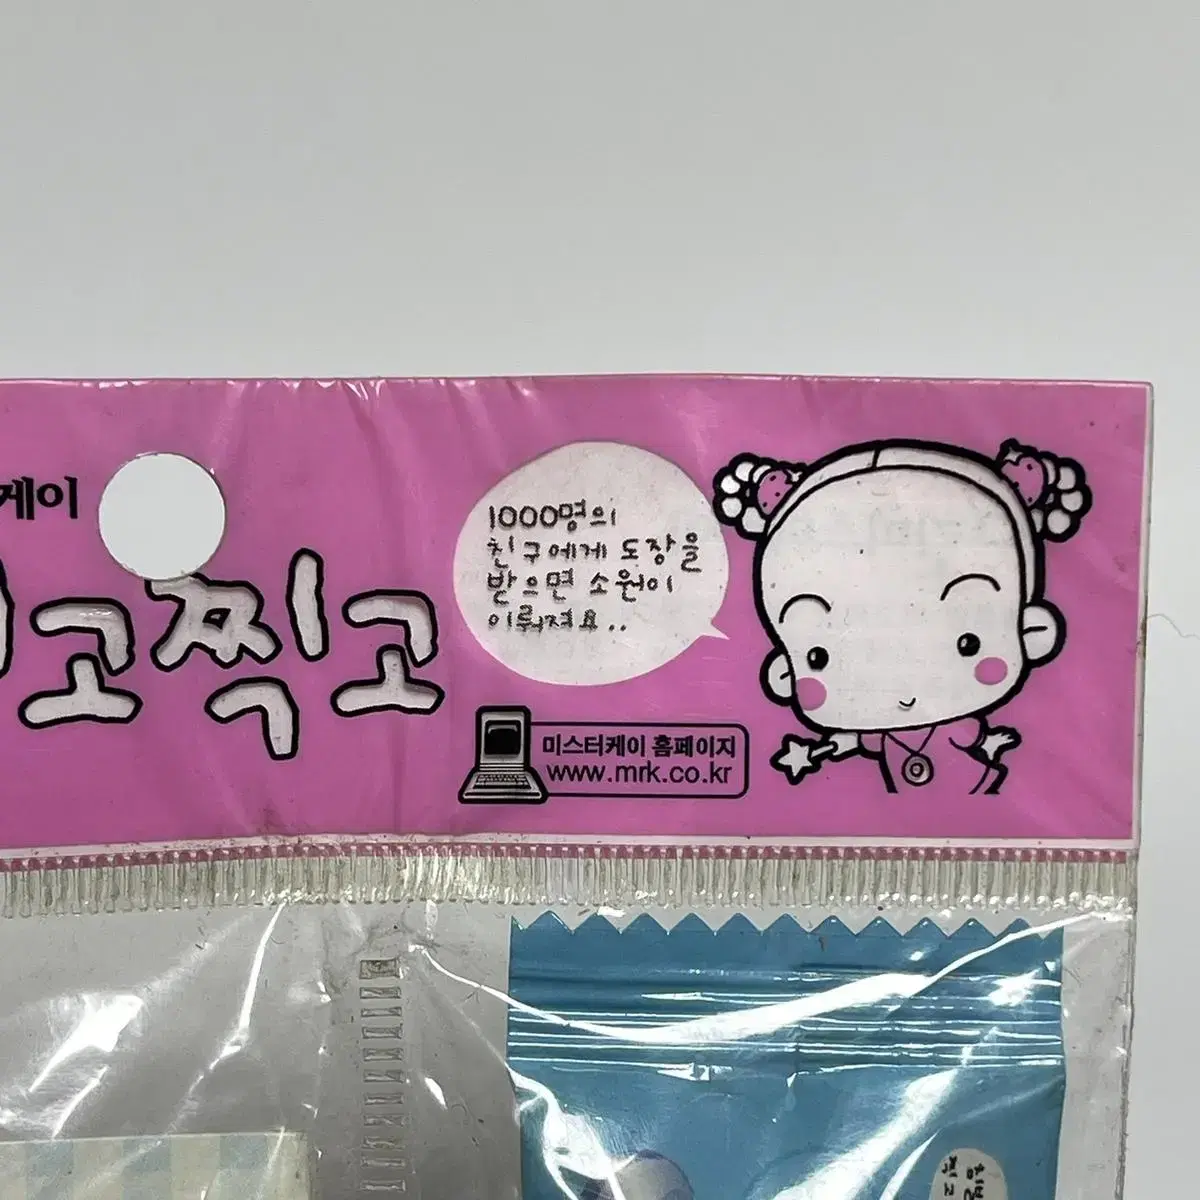 케이
고찍고
1000명의
친구에게 도장을
받으면 소원이
이뤄져요..
미스터케이 홈페이지
www.mrk.co.kr